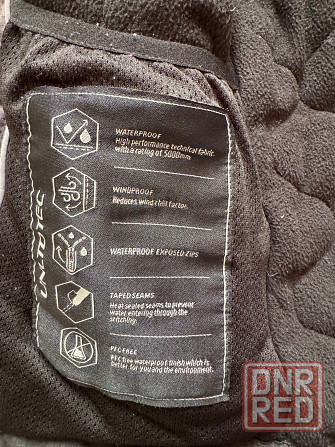 WATERPROOF
High performance technical fabric
with a rating of 5000mm.
WINDPROOF
Reduces wind chill factor.
WATERPROOF EXPOSED ZIPS
TAPED SEAMS
Heat sealed seams to prevent
water entering through the
stitching.
PFC FREE
PFC free waterproof finish which is
better for you and the environment.
DNR
RED